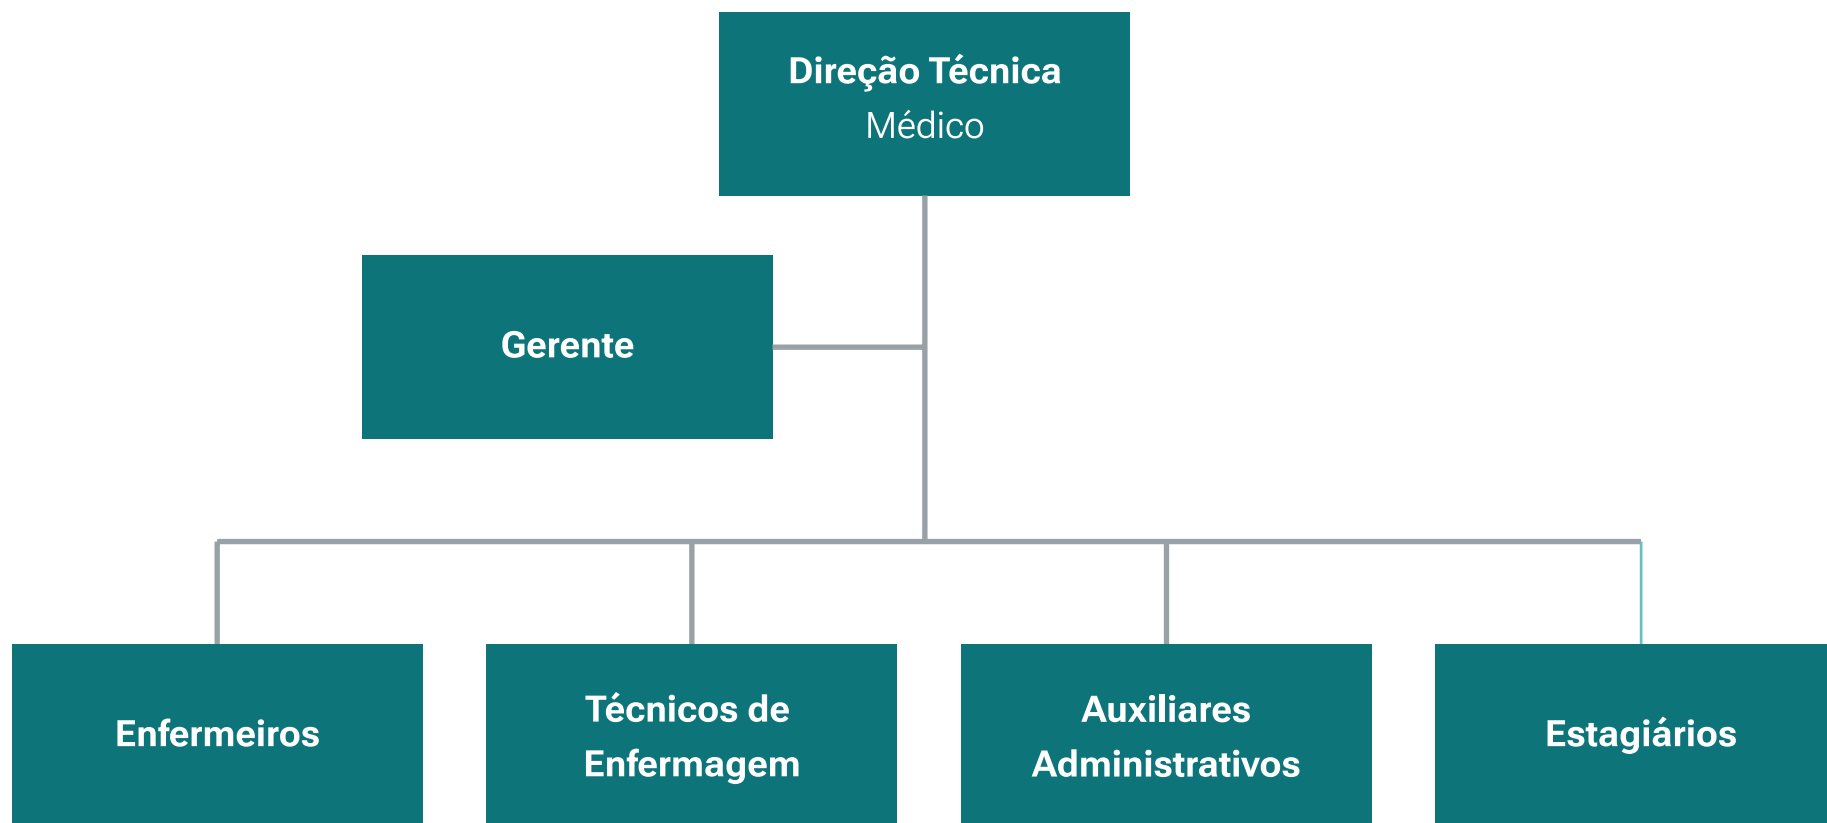 Direção Técnica
Médico
Gerente
Enfermeiros
Técnicos de
Enfermagem
Auxiliares
Administrativos
Estagiários